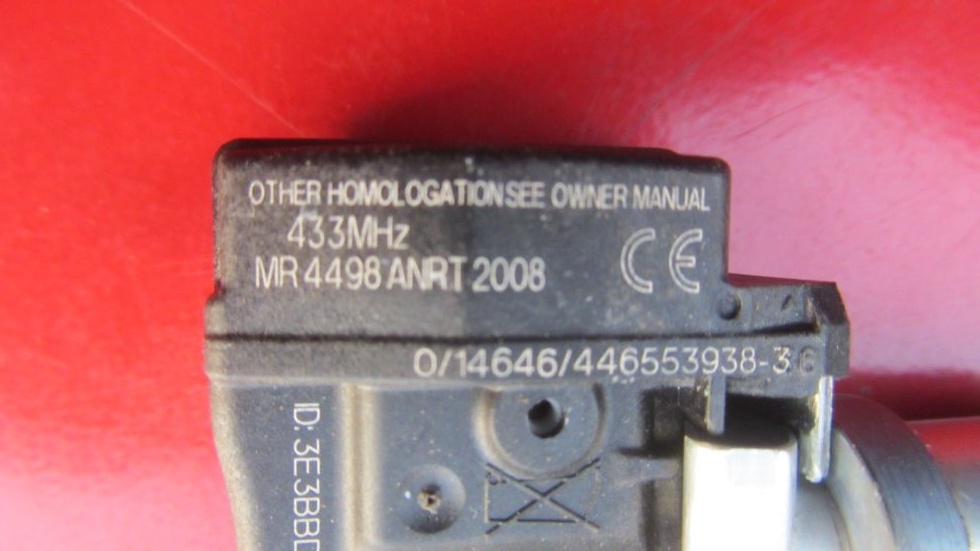 OTHER HOMOLOGATION SEE OWNER MANUAL
433MHz
MR 4498 ANRT 2008
CE
0/14646/446553938-36
ID: 3E3BB